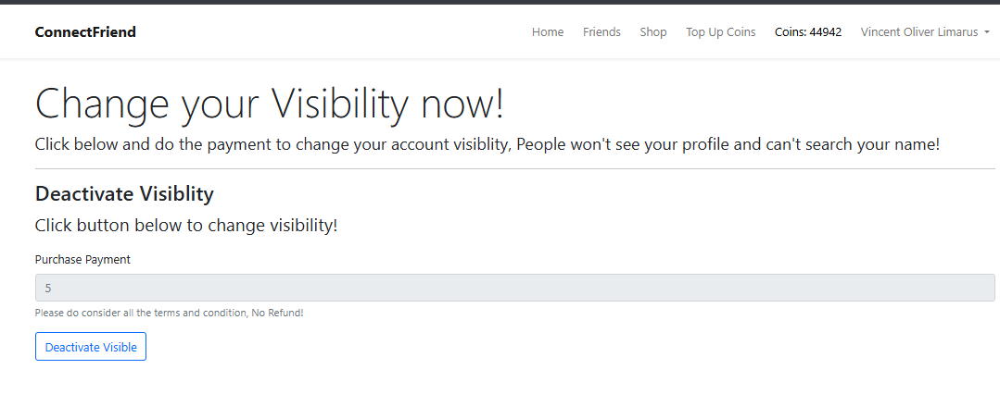 ConnectFriend Home Friends Shop Top Up Coins Coins: 44942 Vincent Oliver Limarus
Change your Visibility now!
Click below and do the payment to change your account visiblity, People won't see your profile and can't search your name!
Deactivate Visiblity
Click button below to change visibility!
Purchase Payment
5
Please do consider all the terms and condition, No Refund!
Deactivate Visible